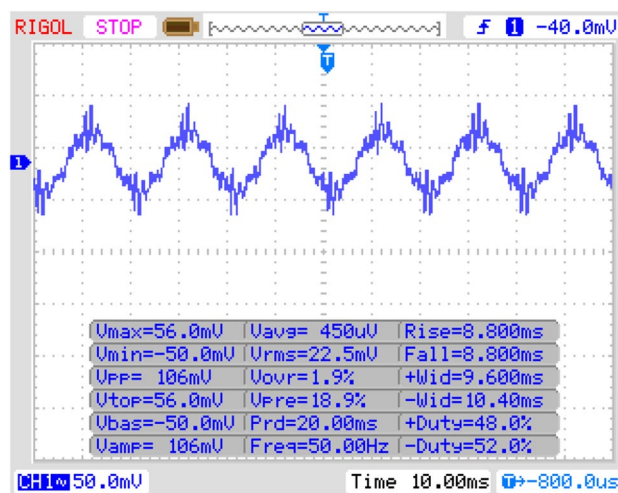 RIGOL STOP T f 1 -40.0mV
T
1
Vmax=56.0mV Vavg= 450uV Rise=8.800ms
Vmin=-50.0mV Vrms=22.5mV Fall=8.800ms
Vpp= 106mV Vovr=1.9% +Wid=9.600ms
Vtop=56.0mV Vpre=18.9% -Wid=10.40ms
Vbas=-50.0mV Prd=20.00ms +Duty=48.0%
Vamp= 106mV Freq=50.00Hz -Duty=52.0%
CH1~ 50.0mV Time 10.00ms T→-800.0us